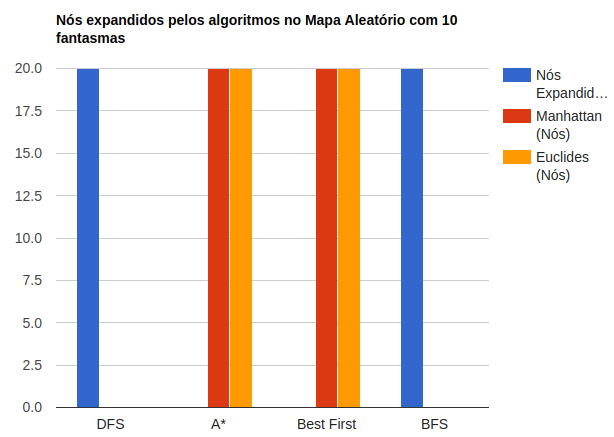 Nós expandidos pelos algoritmos no Mapa Aleatório com 10
fantasmas
20.0
17.5
15.0
12.5
10.0
7.5
5.0
2.5
0.0
DFS
A*
Best First
BFS
Nós
Expandid…
Manhattan
(Nós)
Euclides
(Nós)